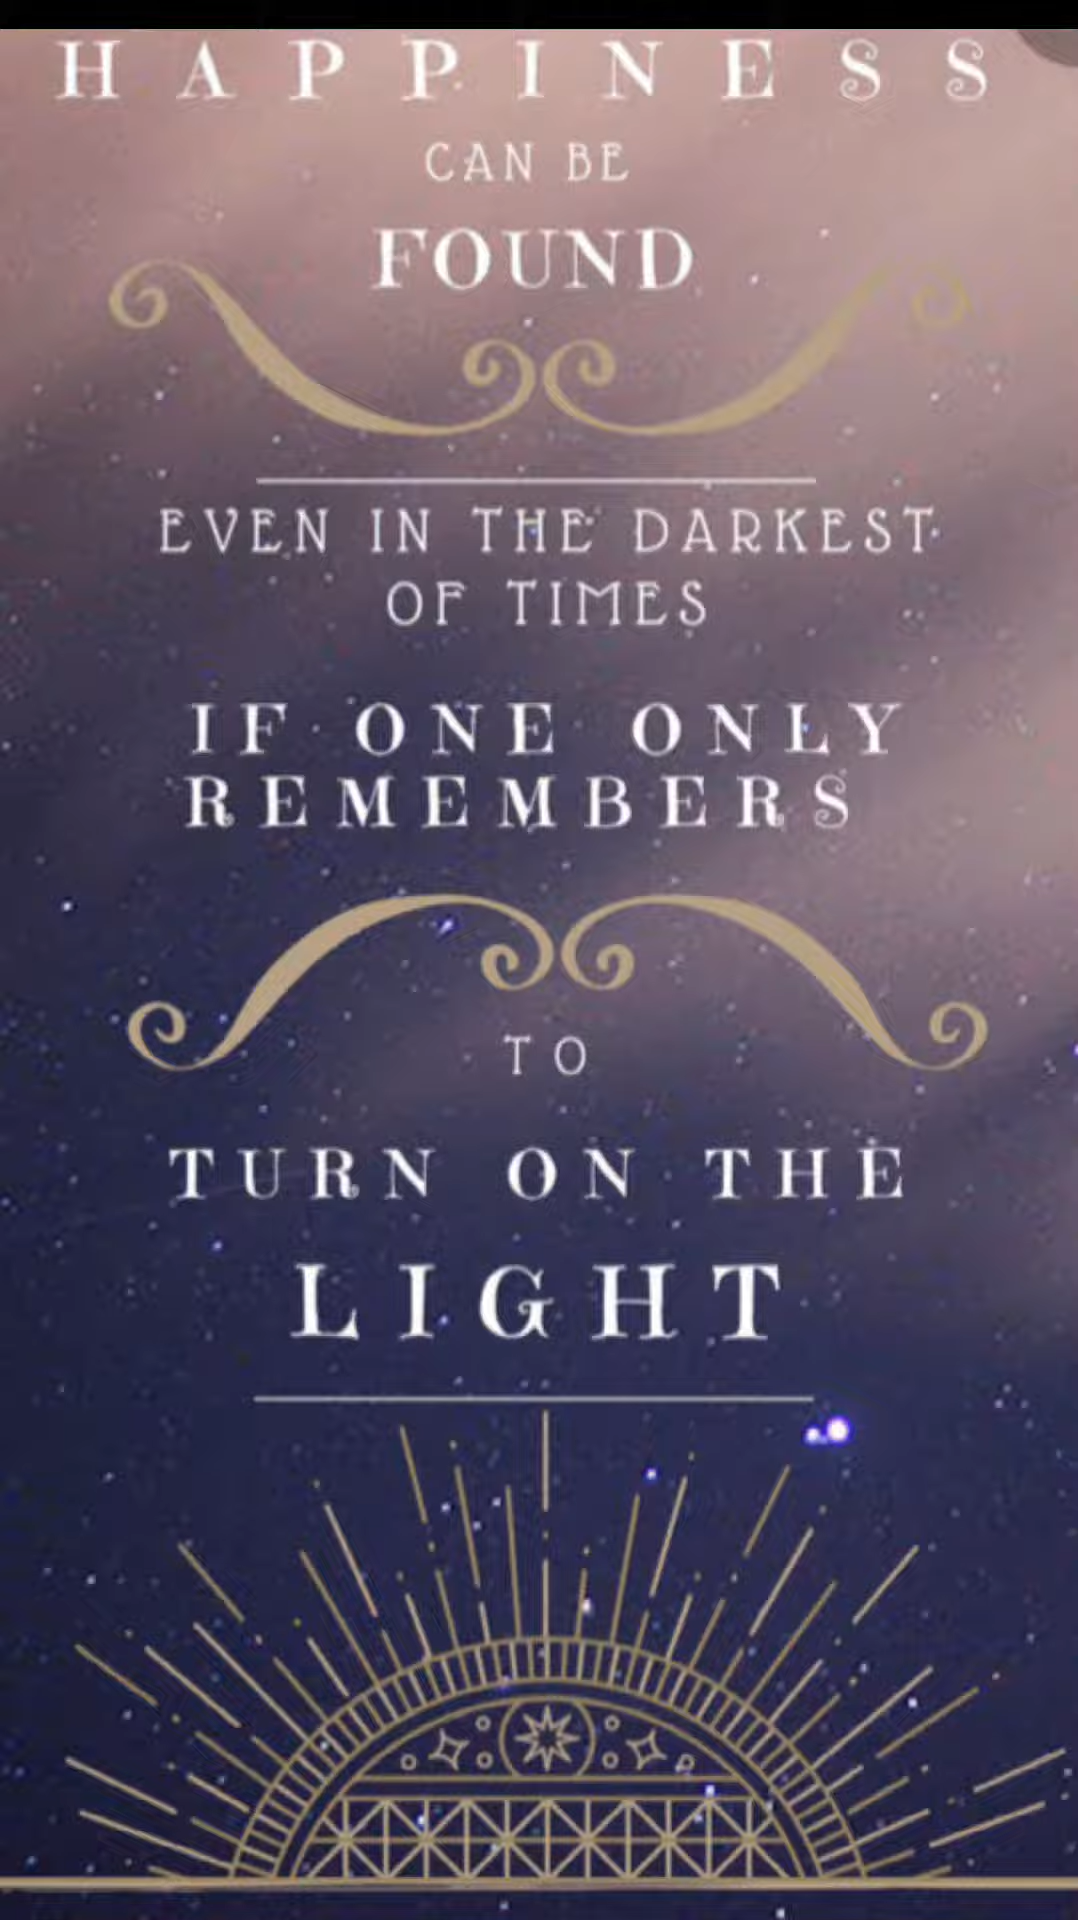 HAPPINESS
CAN BE
FOUND
EVEN IN THE DARKEST
OF TIMES
IF ONE ONLY
REMEMBERS
TO
TURN ON THE
LIGHT